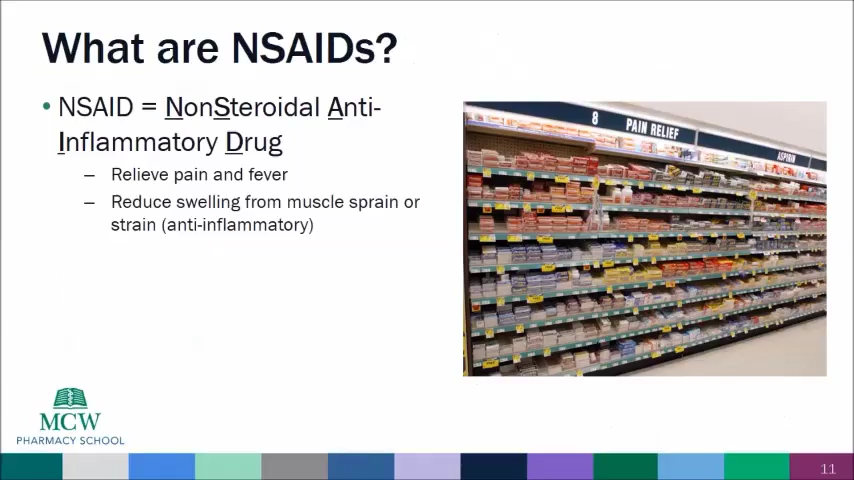 What are NSAIDs?
• NSAID = NonSteroidal Anti-
Inflammatory Drug
– Relieve pain and fever
– Reduce swelling from muscle sprain or
strain (anti-inflammatory)
8 PAIN RELIEF
ASPIRIN
MCW
PHARMACY SCHOOL
11